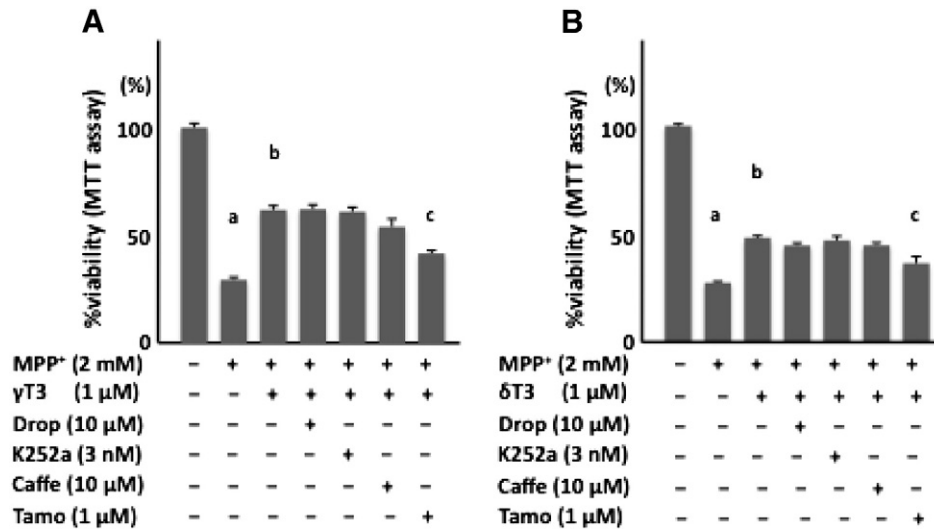 A
(%)
%viability (MTT assay)
100
50
0
a
b
c
MPP⁺ (2 mM) – + + + + + +
γT3 (1 μM) – – + + + + +
Drop (10 μM) – – – + – – –
K252a (3 nM) – – – – + – –
Caffe (10 μM) – – – – – + –
Tamo (1 μM) – – – – – – +
B
(%)
%viability (MTT assay)
100
50
0
a
b
c
MPP⁺ (2 mM) – + + + + + +
δT3 (1 μM) – – + + + + +
Drop (10 μM) – – – + – – –
K252a (3 nM) – – – – + – –
Caffe (10 μM) – – – – – + –
Tamo (1 μM) – – – – – – +